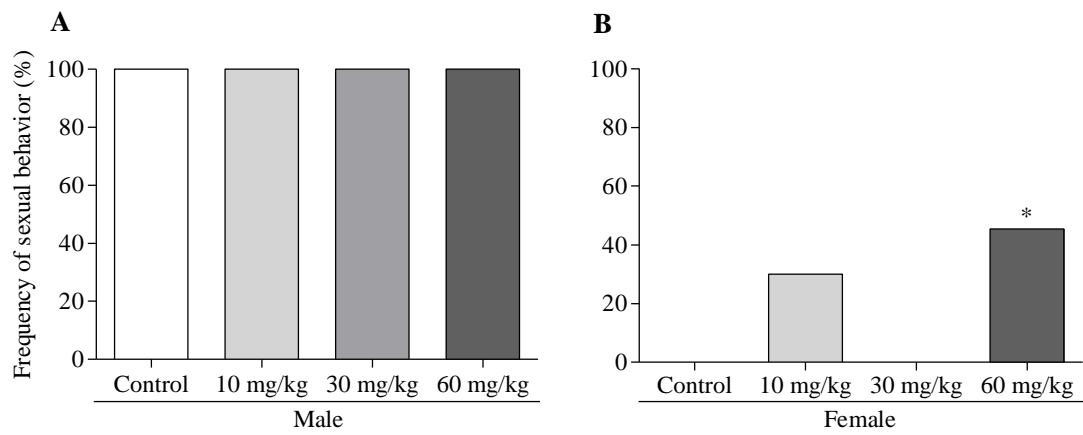 A
Frequency of sexual behavior (%)
100
80
60
40
20
0
Control 10 mg/kg 30 mg/kg 60 mg/kg
Male
B
100
80
60
40
20
0
*
Control 10 mg/kg 30 mg/kg 60 mg/kg
Female